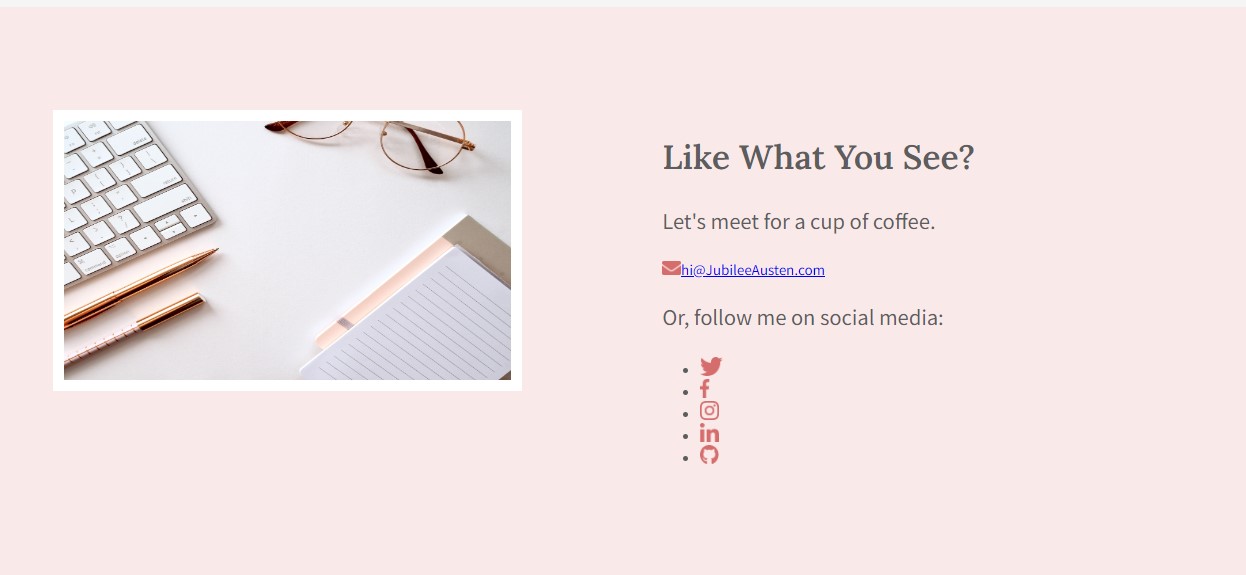 Like What You See?
Let's meet for a cup of coffee.
hi@JubileeAusten.com
Or, follow me on social media: